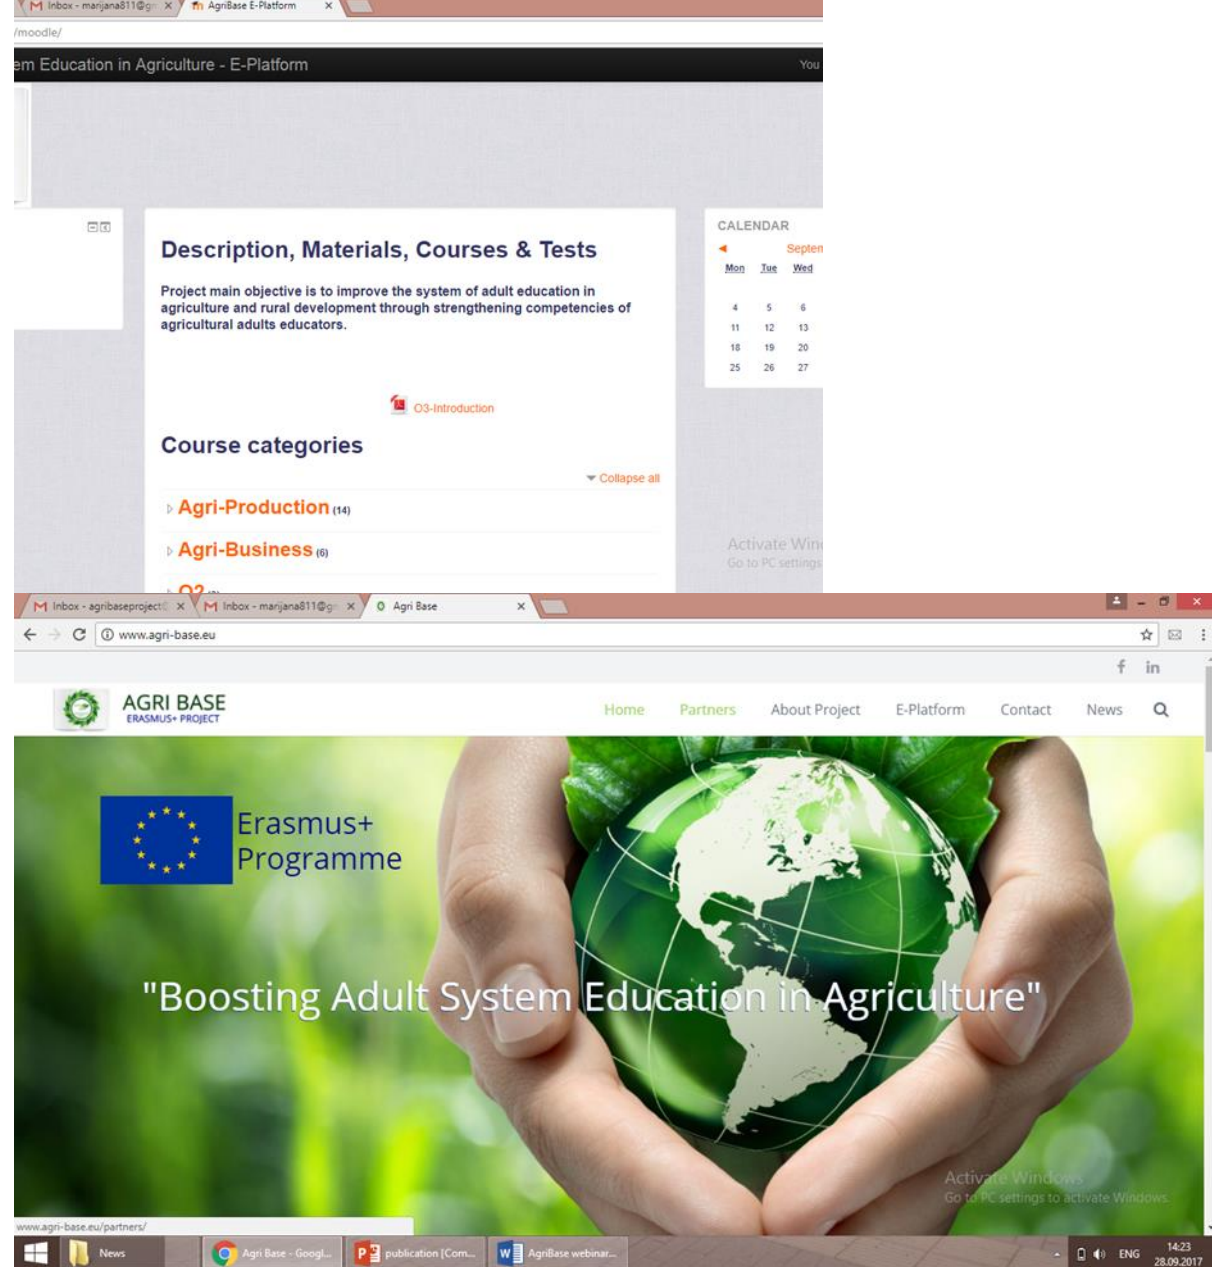 Inbox - marijana811@gm
AgriBase E-Platform
/moodle/
em Education in Agriculture - E-Platform
You
Description, Materials, Courses & Tests
Project main objective is to improve the system of adult education in
agriculture and rural development through strengthening competencies of
agricultural adults educators.
O3-Introduction
Course categories
Collapse all
Agri-Production (14)
Agri-Business (6)
O2
CALENDAR
Septem
Mon Tue Wed
4 5 6
11 12 13
18 19 20
25 26 27
Activate Win
Go to PC settings
Inbox - agribaseproject
Inbox - marijana811@gm
Agri Base
www.agri-base.eu
f in
AGRI BASE
ERASMUS+ PROJECT
Home Partners About Project E-Platform Contact News
Erasmus+
Programme
"Boosting Adult System Education in Agriculture"
Activate Windows
Go to PC settings to activate Windows.
www.agri-base.eu/partners/
News
Agri Base - Googl...
publication [Com...
AgriBase webinar...
ENG
14:23
28.09.2017